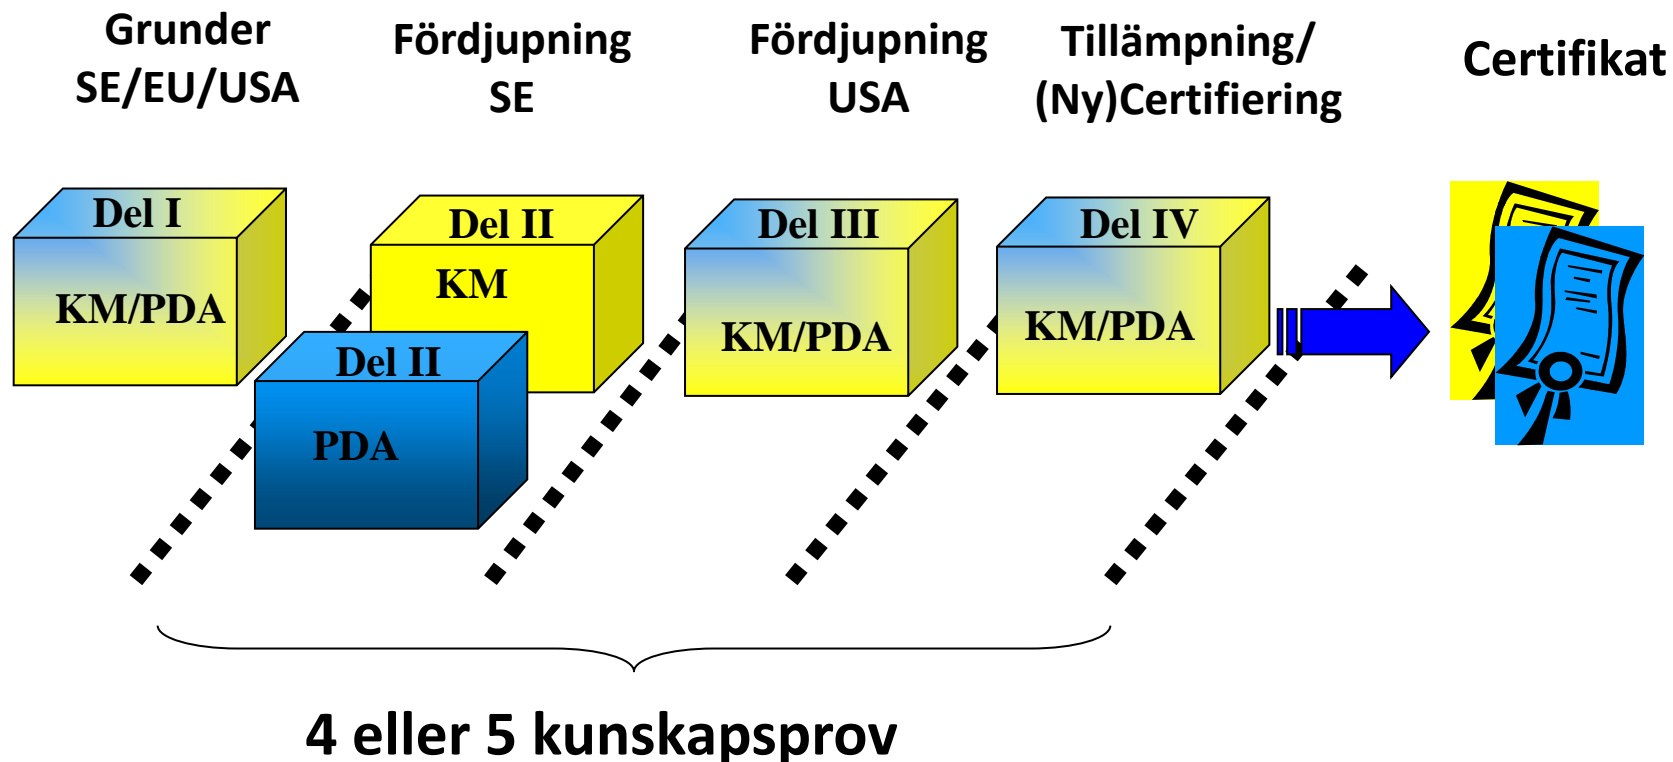 Grunder
SE/EU/USA
Fördjupning
SE
Fördjupning
USA
Tillämpning/
(Ny)Certifiering
Certifikat
Del I
KM/PDA
Del II
KM
Del II
PDA
Del III
KM/PDA
Del IV
KM/PDA
4 eller 5 kunskapsprov